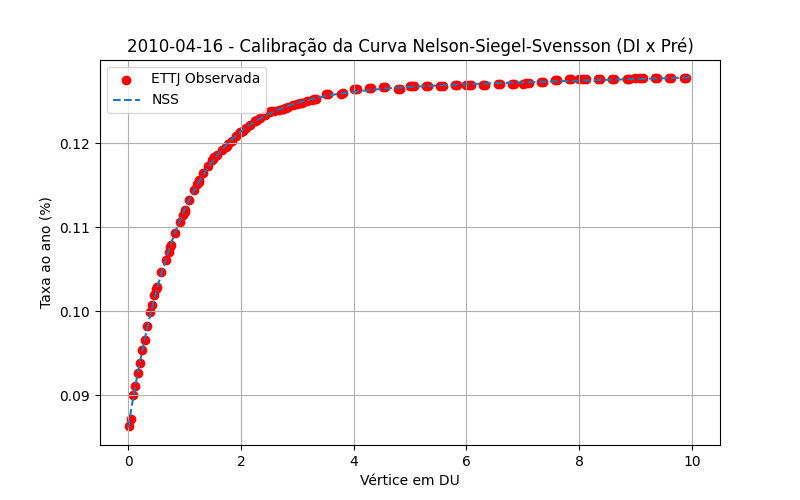 2010-04-16 - Calibração da Curva Nelson-Siegel-Svensson (DI x Pré)
ETTJ Observada
NSS
Taxa ao ano (%)
0.12
0.11
0.10
0.09
0
2
4
6
8
10
Vértice em DU